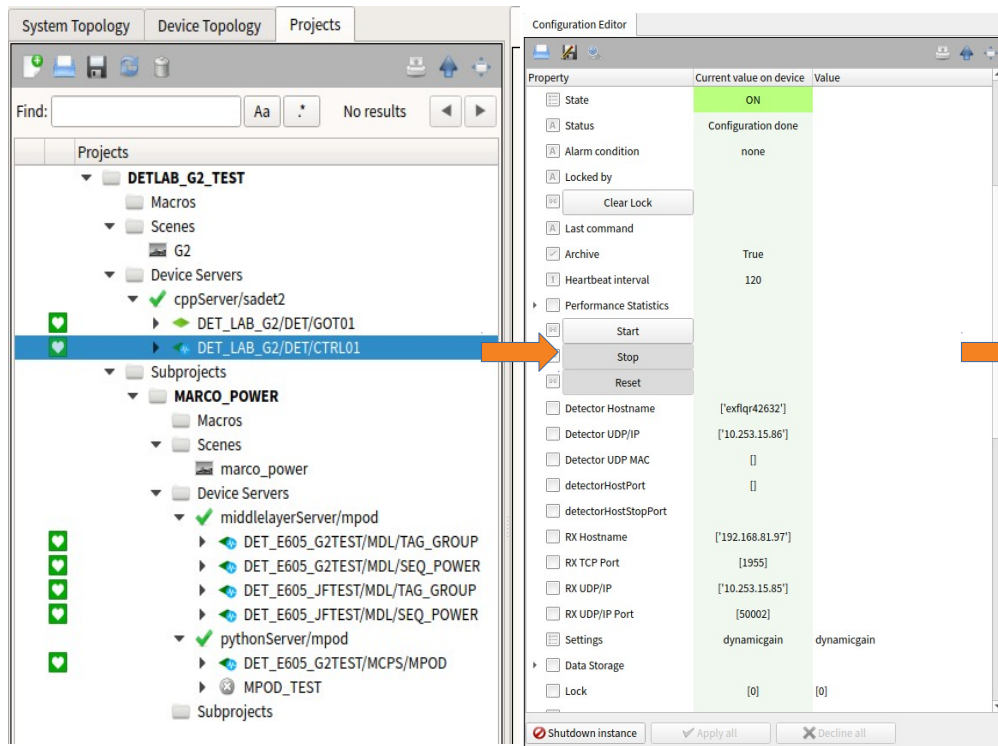 System Topology
Device Topology
Projects
Find:
Aa
.*
No results
Projects
DETLAB_G2_TEST
Macros
Scenes
G2
Device Servers
cppServer/sadet2
DET_LAB_G2/DET/GOT01
DET_LAB_G2/DET/CTRL01
Subprojects
MARCO_POWER
Macros
Scenes
marco_power
Device Servers
middlelayerServer/mpod
DET_E605_G2TEST/MDL/TAG_GROUP
DET_E605_G2TEST/MDL/SEQ_POWER
DET_E605_JFTEST/MDL/TAG_GROUP
DET_E605_JFTEST/MDL/SEQ_POWER
pythonServer/mpod
DET_E605_G2TEST/MCPS/MPOD
MPOD_TEST
Subprojects
Configuration Editor
Property Current value on device Value
State ON
A Status Configuration done
A Alarm condition none
A Locked by
Clear Lock
A Last command
Archive True
Heartbeat interval 120
Performance Statistics
Start
Stop
Reset
Detector Hostname ['exflqr42632']
Detector UDP/IP ['10.253.15.86']
Detector UDP MAC []
detectorHostPort []
detectorHostStopPort
RX Hostname ['192.168.81.97']
RX TCP Port [1955]
RX UDP/IP ['10.253.15.85']
RX UDP/IP Port [50002]
Settings dynamicgain dynamicgain
Data Storage
Lock [0] [0]
Shutdown instance Apply all Decline all